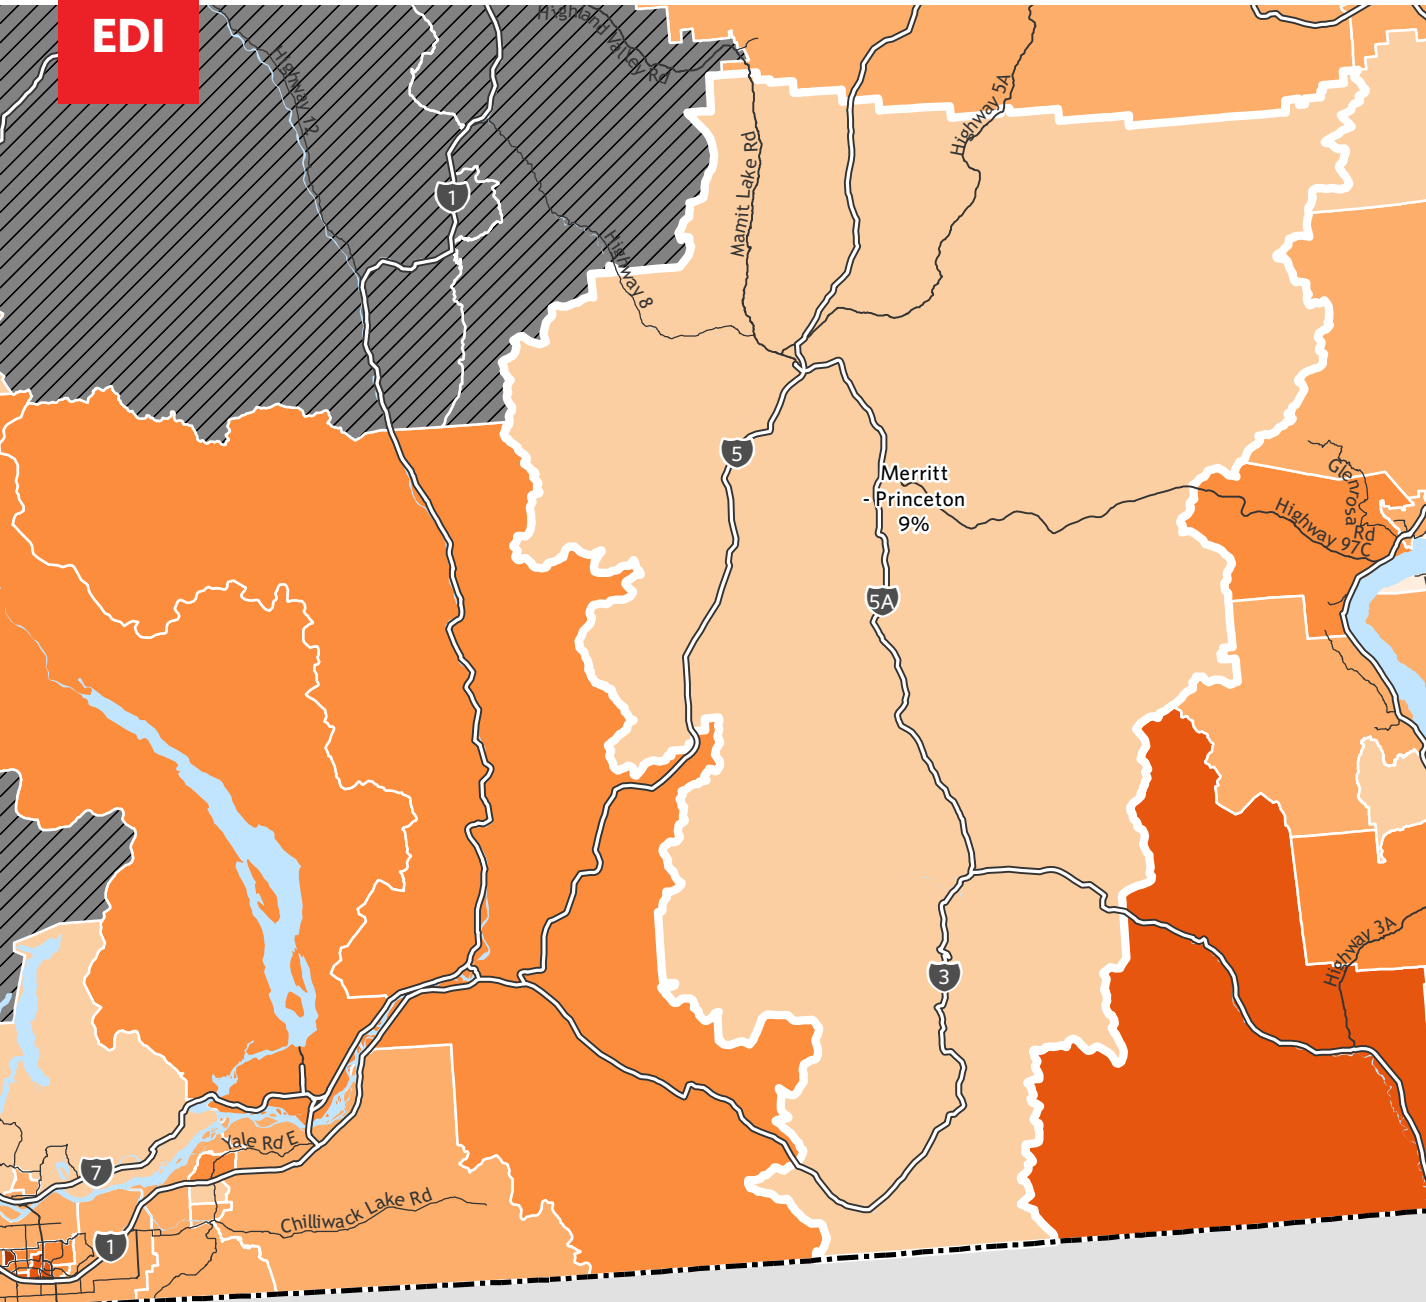 EDI
Highland Valley Rd
Highway 12
Highway 5A
1
Mamit Lake Rd
Highway 8
5
Merritt
- Princeton
9%
Glenrosa
Rd
Highway 97C
5A
Highway 3A
3
Yale Rd E
7
Chilliwack Lake Rd
1